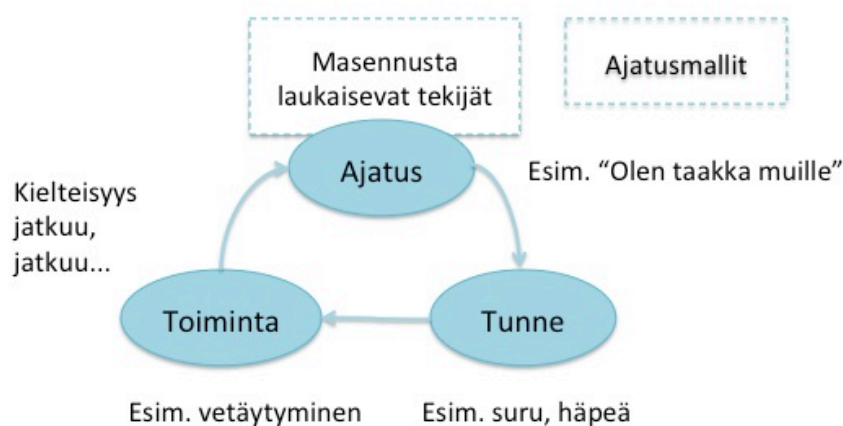 Masennusta
laukaisevat tekijät
Ajatusmallit
Ajatus
Esim. “Olen taakka muille”
Kielteisyys
jatkuu,
jatkuu...
Toiminta
Tunne
Esim. vetäytyminen
Esim. suru, häpeä